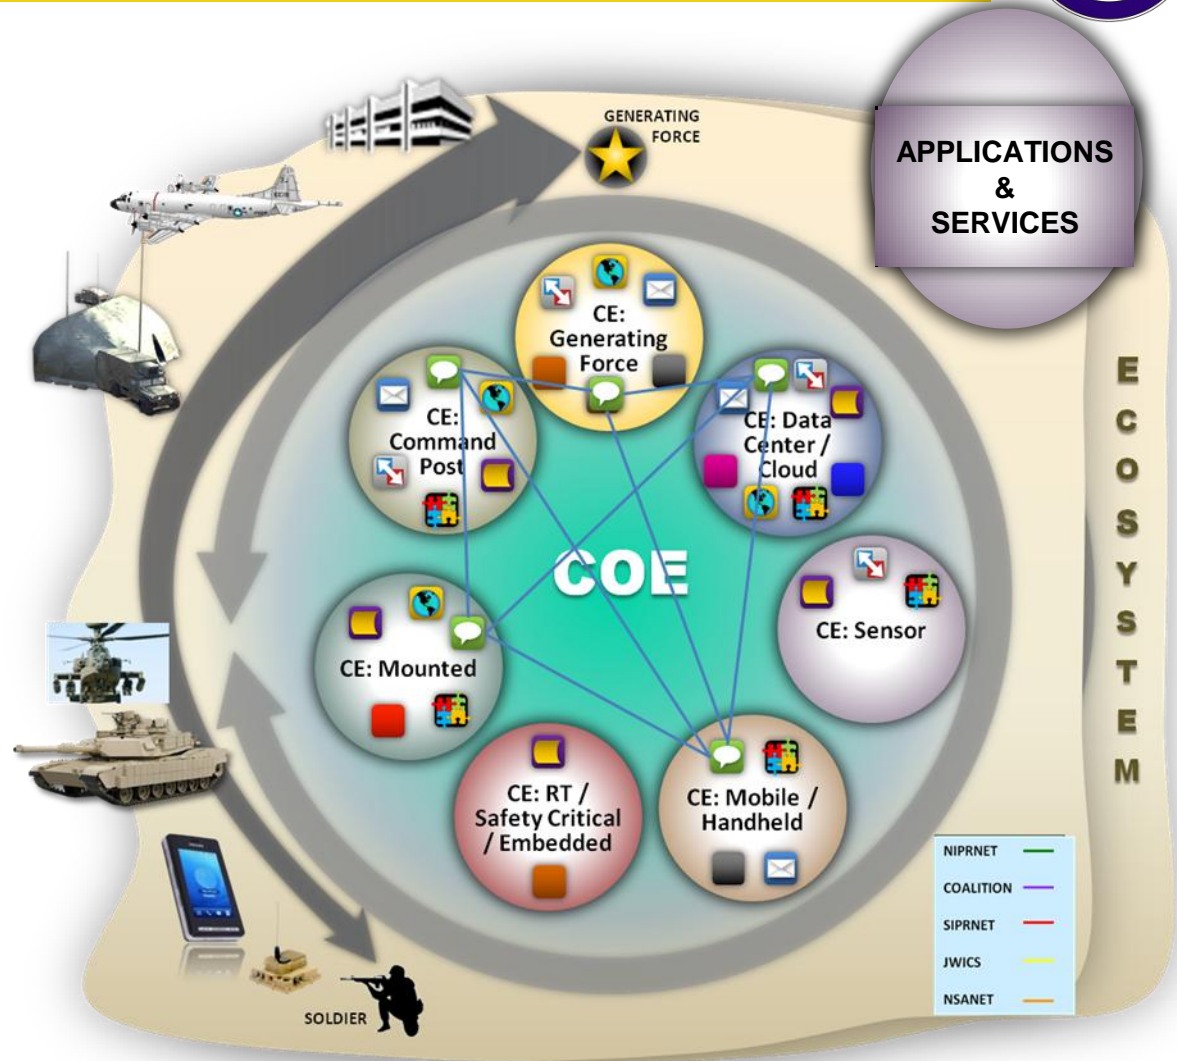 APPLICATIONS
&
SERVICES
GENERATING
FORCE
CE:
Generating
Force
CE:
Command
Post
CE: Data
Center /
Cloud
COE
CE: Sensor
CE: Mounted
CE: RT /
Safety Critical
/ Embedded
CE: Mobile /
Handheld
E
C
O
S
Y
S
T
E
M
NIPRNET
COALITION
SIPRNET
JWICS
NSANET
SOLDIER